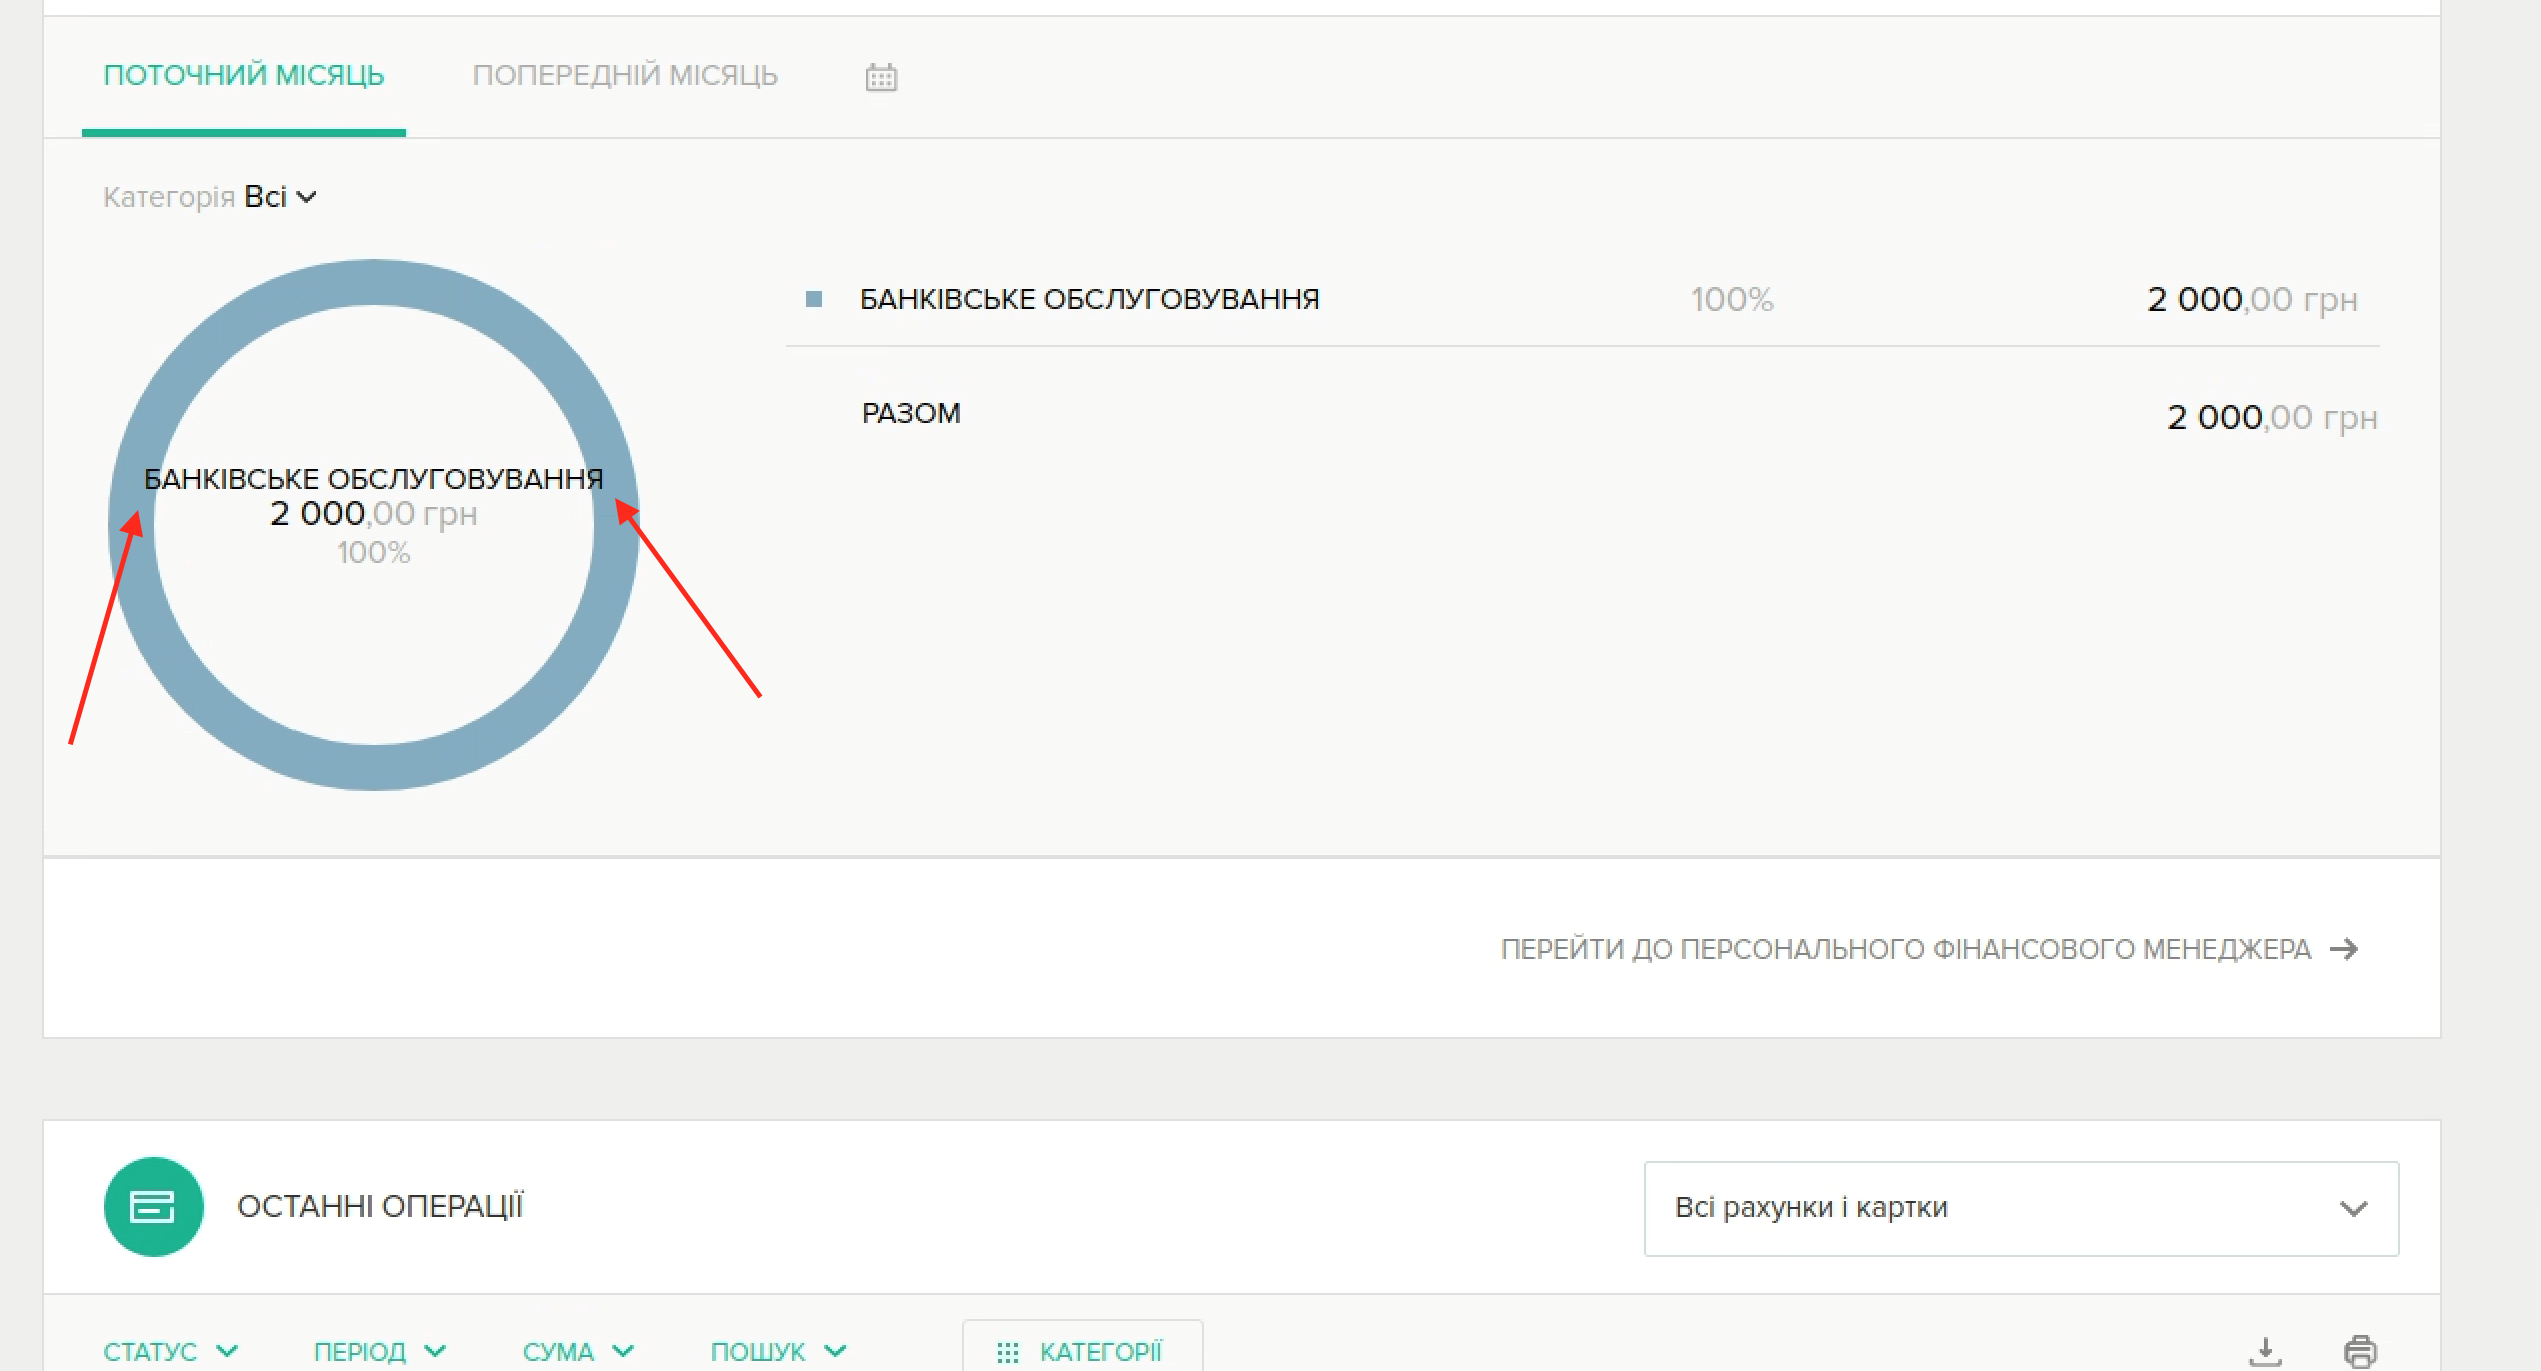 ПОТОЧНИЙ МІСЯЦЬ ПОПЕРЕДНІЙ МІСЯЦЬ
Категорія Всі
БАНКІВСЬКЕ ОБСЛУГОВУВАННЯ 100% 2 000,00 грн
РАЗОМ 2 000,00 грн
БАНКІВСЬКЕ ОБСЛУГОВУВАННЯ
2 000,00 грн
100%
ПЕРЕЙТИ ДО ПЕРСОНАЛЬНОГО ФІНАНСОВОГО МЕНЕДЖЕРА
ОСТАННІ ОПЕРАЦІЇ Всі рахунки і картки
СТАТУС ПЕРІОД СУМА ПОШУК КАТЕГОРІЇ